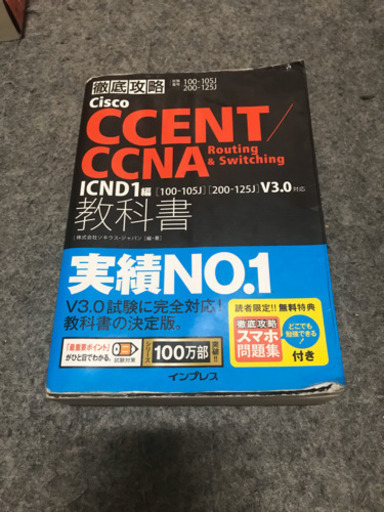 徹底攻略
試験番号 100-105J
200-125J
Cisco
CCENT/
CCNA
Routing
& Switching
ICND1編 [100-105J] [200-125J] V3.0 対応
教科書
[株式会社ソキウス・ジャパン [編・著]
実績NO.1
V3.0試験に完全対応!
教科書の決定版。
「最重要ポイント」
がひと目でわかる。
試験対策
シリーズ
100万部
突破!!
読者限定!! 無料特典
徹底攻略
スマホ
問題集
どこでも
勉強できる!
付き
インプレス